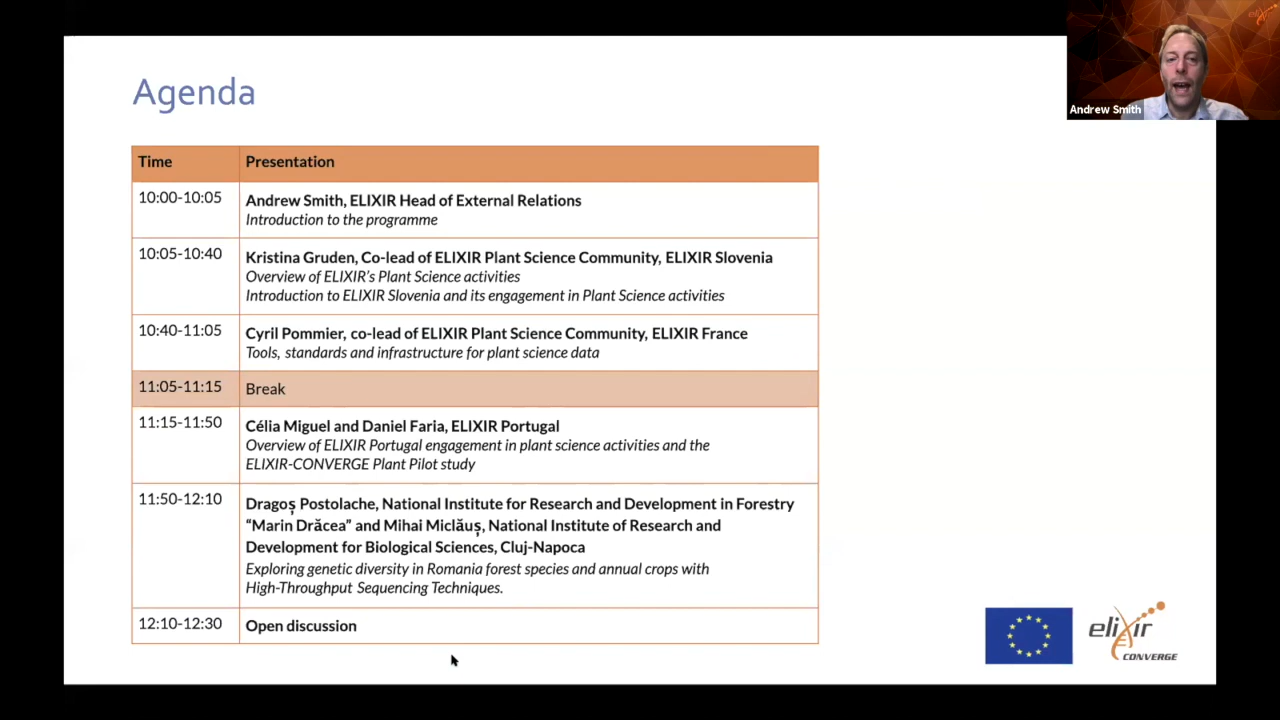 elixir
Andrew Smith
Agenda
Time
Presentation
10:00-10:05
Andrew Smith, ELIXIR Head of External Relations
Introduction to the programme
10:05-10:40
Kristina Gruden, Co-lead of ELIXIR Plant Science Community, ELIXIR Slovenia
Overview of ELIXIR’s Plant Science activities
Introduction to ELIXIR Slovenia and its engagement in Plant Science activities
10:40-11:05
Cyril Pommier, co-lead of ELIXIR Plant Science Community, ELIXIR France
Tools, standards and infrastructure for plant science data
11:05-11:15
Break
11:15-11:50
Célia Miguel and Daniel Faria, ELIXIR Portugal
Overview of ELIXIR Portugal engagement in plant science activities and the
ELIXIR-CONVERGE Plant Pilot study
11:50-12:10
Dragoș Postolache, National Institute for Research and Development in Forestry
“Marin Drăcea” and Mihai Miclăuș, National Institute of Research and
Development for Biological Sciences, Cluj-Napoca
Exploring genetic diversity in Romania forest species and annual crops with
High-Throughput Sequencing Techniques.
12:10-12:30
Open discussion
elixir
CONVERGE